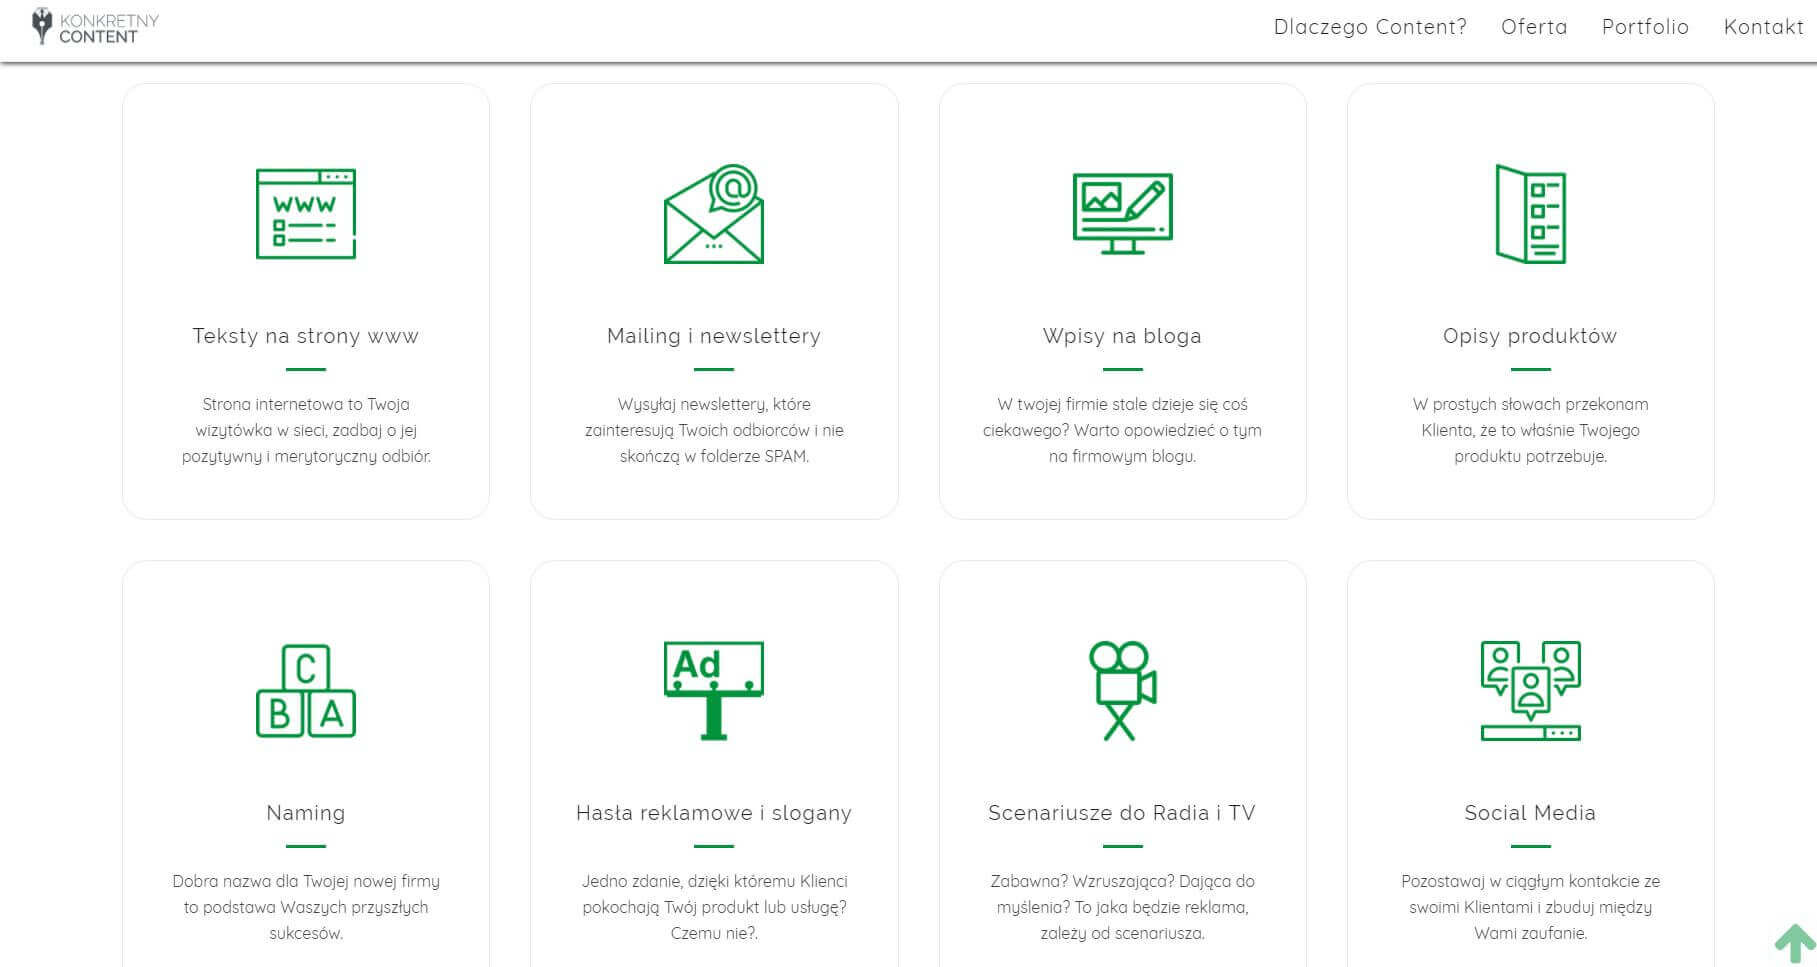 KONKRETNY
CONTENT
Dlaczego Content? Oferta Portfolio Kontakt
WWW
@
Teksty na strony www
Strona internetowa to Twoja
wizytówka w sieci, zadbaj o jej
pozytywny i merytoryczny odbiór.
Mailing i newslettery
Wysyłaj newslettery, które
zainteresują Twoich odbiorców i nie
skończą w folderze SPAM.
Wpisy na bloga
W twojej firmie stale dzieje się coś
ciekawego? Warto opowiedzieć o tym
na firmowym blogu.
Opisy produktów
W prostych słowach przekonam
Klienta, że to właśnie Twojego
produktu potrzebuje.
C
B A
Naming
Dobra nazwa dla Twojej nowej firmy
to podstawa Waszych przyszłych
sukcesów.
Ad
Hasła reklamowe i slogany
Jedno zdanie, dzięki któremu Klienci
pokochają Twój produkt lub usługę?
Czemu nie?.
Scenariusze do Radia i TV
Zabawna? Wzruszająca? Dająca do
myślenia? To jaka będzie reklama,
zależy od scenariusza.
Social Media
Pozostawaj w ciągłym kontakcie ze
swoimi Klientami i zbuduj między
Wami zaufanie.